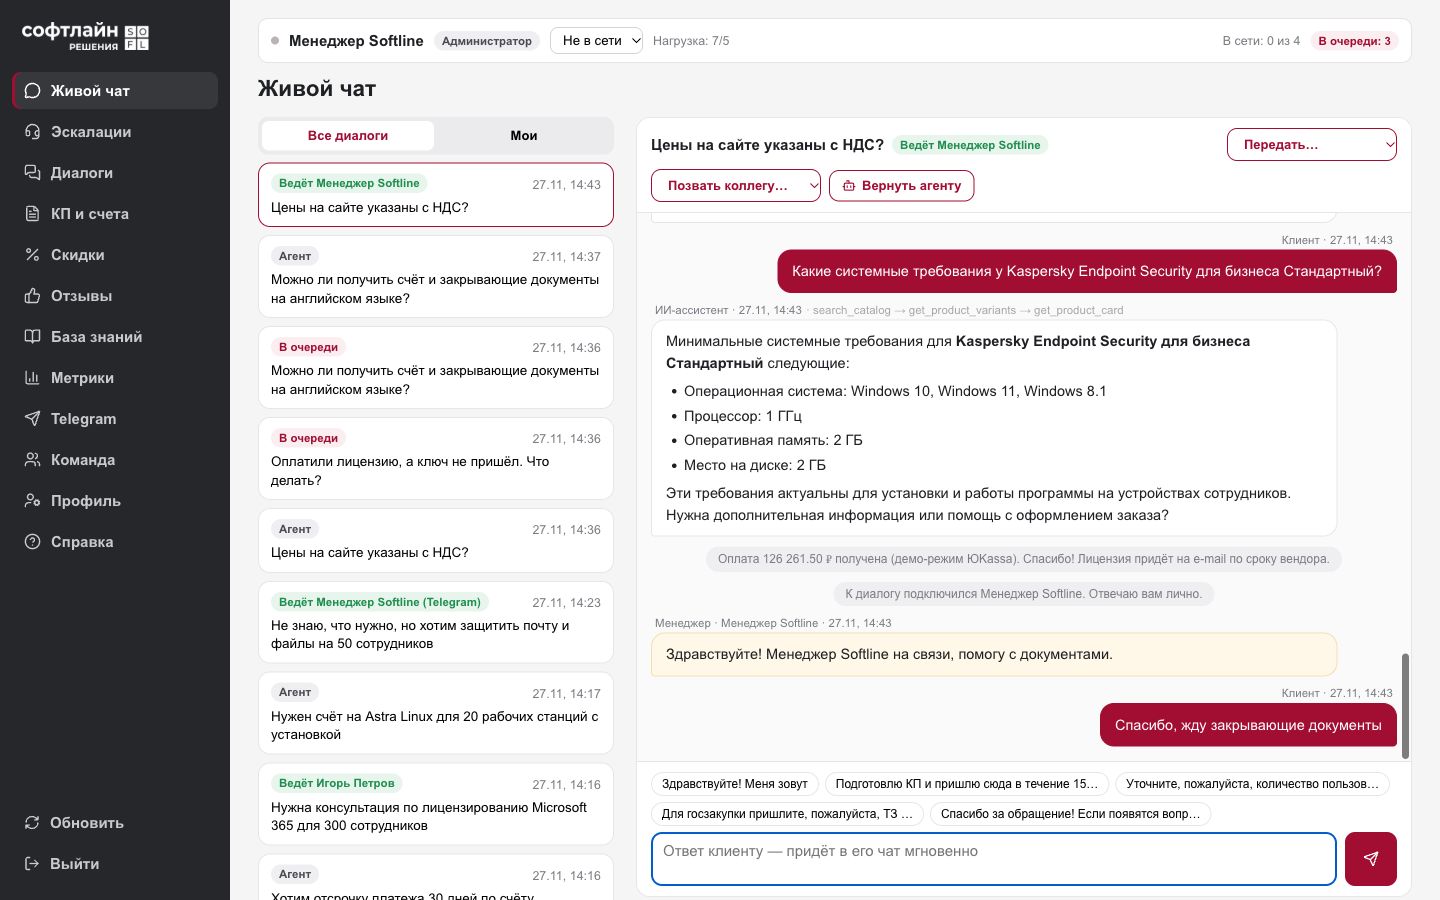 софтлайн
РЕШЕНИЯ
SO
FL
Живой чат
Эскалации
Диалоги
КП и счета
Скидки
Отзывы
База знаний
Метрики
Telegram
Команда
Профиль
Справка
Обновить
Выйти
Менеджер Softline Администратор Не в сети Нагрузка: 7/5
В сети: 0 из 4 В очереди: 3
Живой чат
Все диалоги Мои
Ведёт Менеджер Softline 27.11, 14:43
Цены на сайте указаны с НДС?
Агент 27.11, 14:37
Можно ли получить счёт и закрывающие документы
на английском языке?
В очереди 27.11, 14:36
Можно ли получить счёт и закрывающие документы
на английском языке?
В очереди 27.11, 14:36
Оплатили лицензию, а ключ не пришёл. Что
делать?
Агент 27.11, 14:36
Цены на сайте указаны с НДС?
Ведёт Менеджер Softline (Telegram) 27.11, 14:23
Не знаю, что нужно, но хотим защитить почту и
файлы на 50 сотрудников
Агент 27.11, 14:17
Нужен счёт на Astra Linux для 20 рабочих станций с
установкой
Ведёт Игорь Петров 27.11, 14:16
Нужна консультация по лицензированию Microsoft
365 для 300 сотрудников
Агент 27.11, 14:16
Хотим отсрочку платежа 30 дней по счёту
Цены на сайте указаны с НДС? Ведёт Менеджер Softline
Передать...
Позвать коллегу... Вернуть агенту
Клиент · 27.11, 14:43
Какие системные требования у Kaspersky Endpoint Security для бизнеса Стандартный?
ИИ-ассистент · 27.11, 14:43 · search_catalog → get_product_variants → get_product_card
Минимальные системные требования для Kaspersky Endpoint Security для бизнеса
Стандартный следующие:
• Операционная система: Windows 10, Windows 11, Windows 8.1
• Процессор: 1 ГГц
• Оперативная память: 2 ГБ
• Место на диске: 2 ГБ
Эти требования актуальны для установки и работы программы на устройствах сотрудников.
Нужна дополнительная информация или помощь с оформлением заказа?
Оплата 126 261.50 ₽ получена (демо-режим ЮKassa). Спасибо! Лицензия придёт на e-mail по сроку вендора.
К диалогу подключился Менеджер Softline. Отвечаю вам лично.
Менеджер · Менеджер Softline · 27.11, 14:43
Здравствуйте! Менеджер Softline на связи, помогу с документами.
Клиент · 27.11, 14:43
Спасибо, жду закрывающие документы
Здравствуйте! Меня зовут
Подготовлю КП и пришлю сюда в течение 15...
Уточните, пожалуйста, количество пользов...
Для госзакупки пришлите, пожалуйста, ТЗ ...
Спасибо за обращение! Если появятся вопр...
Ответ клиенту — придёт в его чат мгновенно